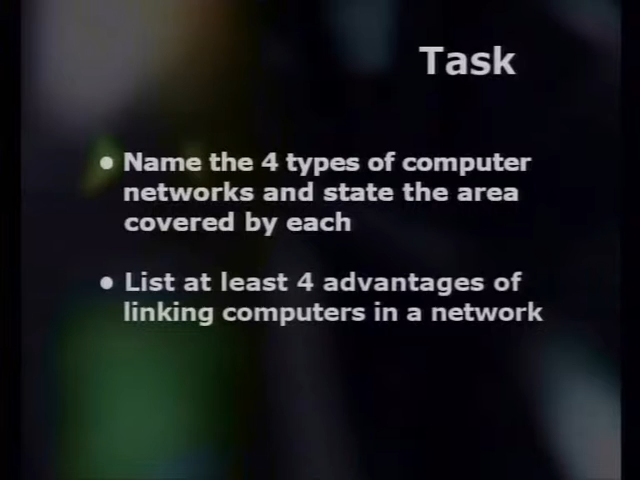 Task
• Name the 4 types of computer
networks and state the area
covered by each
• List at least 4 advantages of
linking computers in a network